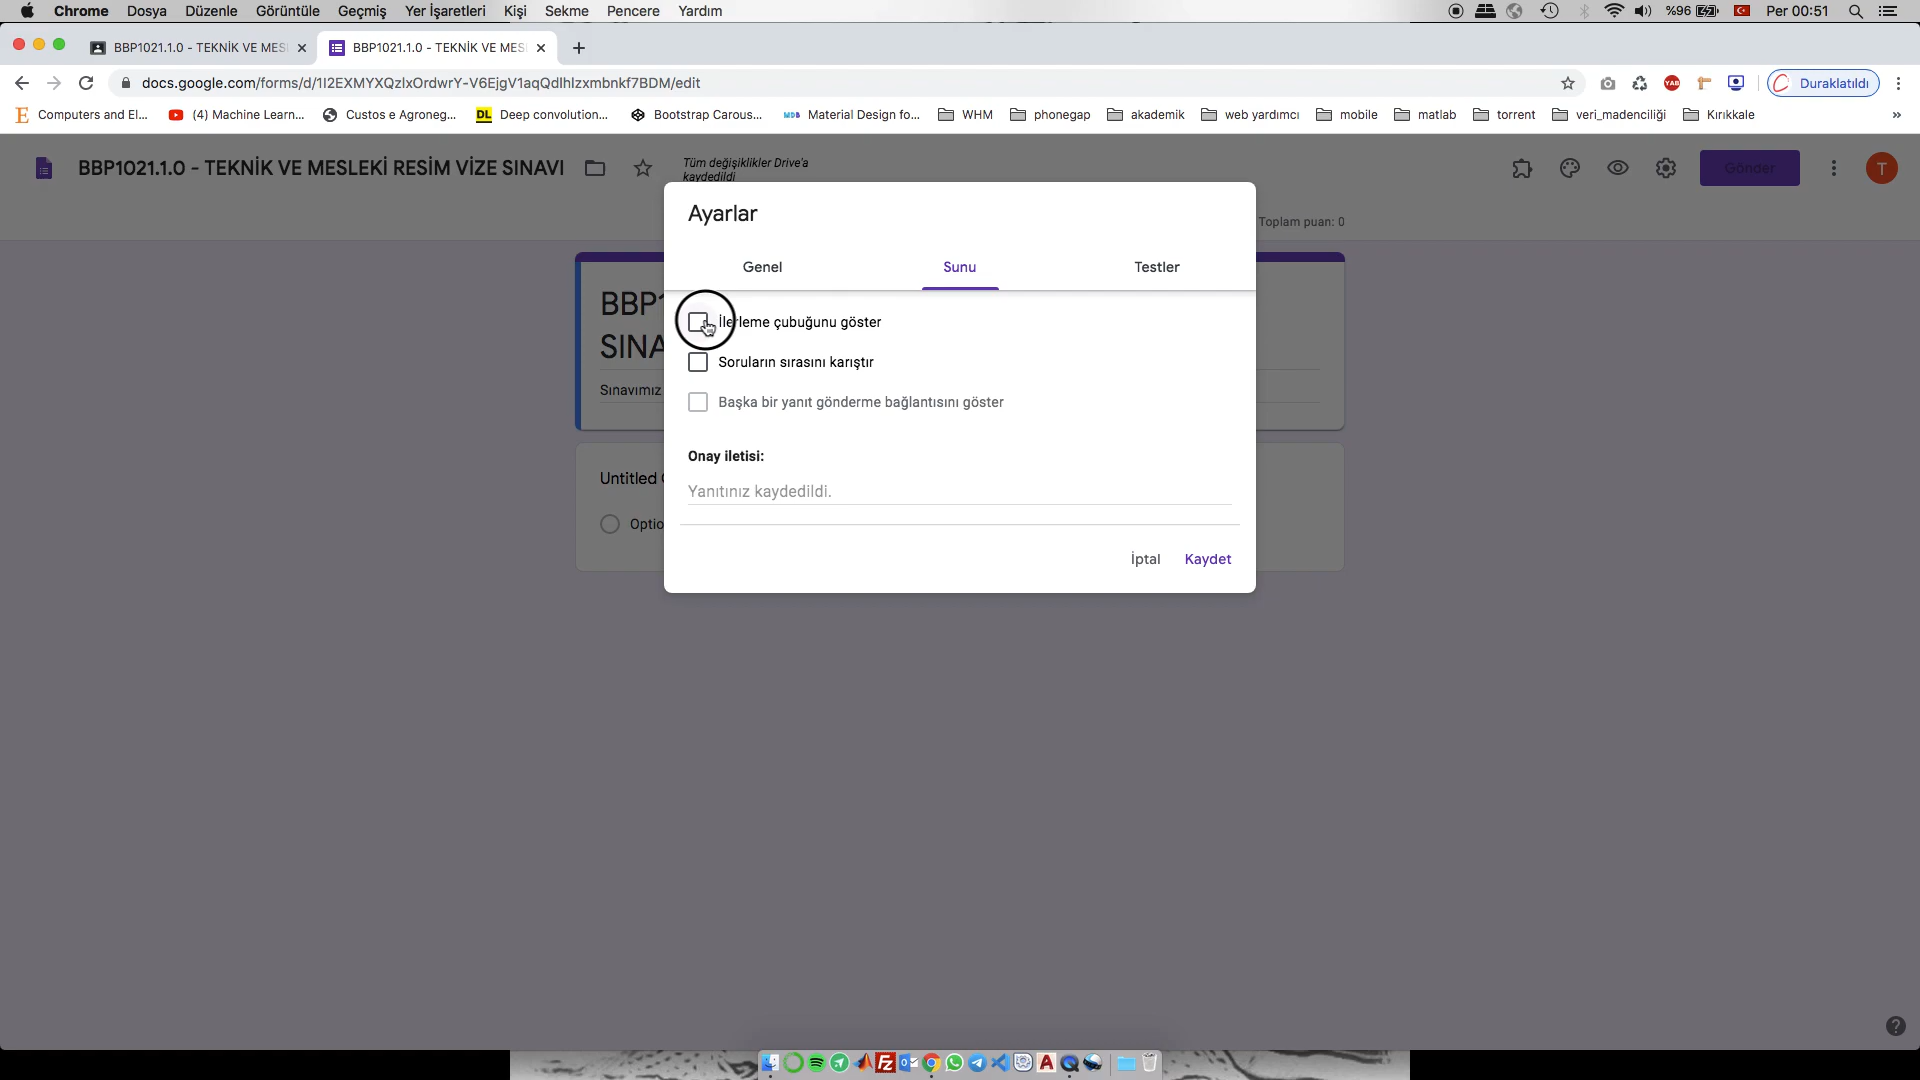 Chrome Dosya Düzenle Görüntüle Geçmiş Yer İşaretleri Kişi Sekme Pencere Yardım %96 Per 00:51
BBP1021.1.0 - TEKNİK VE MES BBP1021.1.0 - TEKNİK VE MES
docs.google.com/forms/d/1I2EXMYXQzlxOrdwrY-V6EjgV1aqQdlhlzxmbnkf7BDM/edit YAB Duraklatıldı
Computers and El... (4) Machine Learn... Custos e Agroneg... DL Deep convolution... Bootstrap Carous... MDB Material Design fo... WHM phonegap akademik web yardımcı mobile matlab torrent veri_madenciliği Kırıkkale »
BBP1021.1.0 - TEKNİK VE MESLEKİ RESİM VİZE SINAVI Tüm değişiklikler Drive'a
kaydedildi
Gönder T
Toplam puan: 0
Ayarlar
Genel Sunu Testler
İlerleme çubuğunu göster
Soruların sırasını karıştır
Başka bir yanıt gönderme bağlantısını göster
Onay iletisi:
Yanıtınız kaydedildi.
İptal Kaydet
BBP1
SINA
Sınavımız
Untitled
Optio